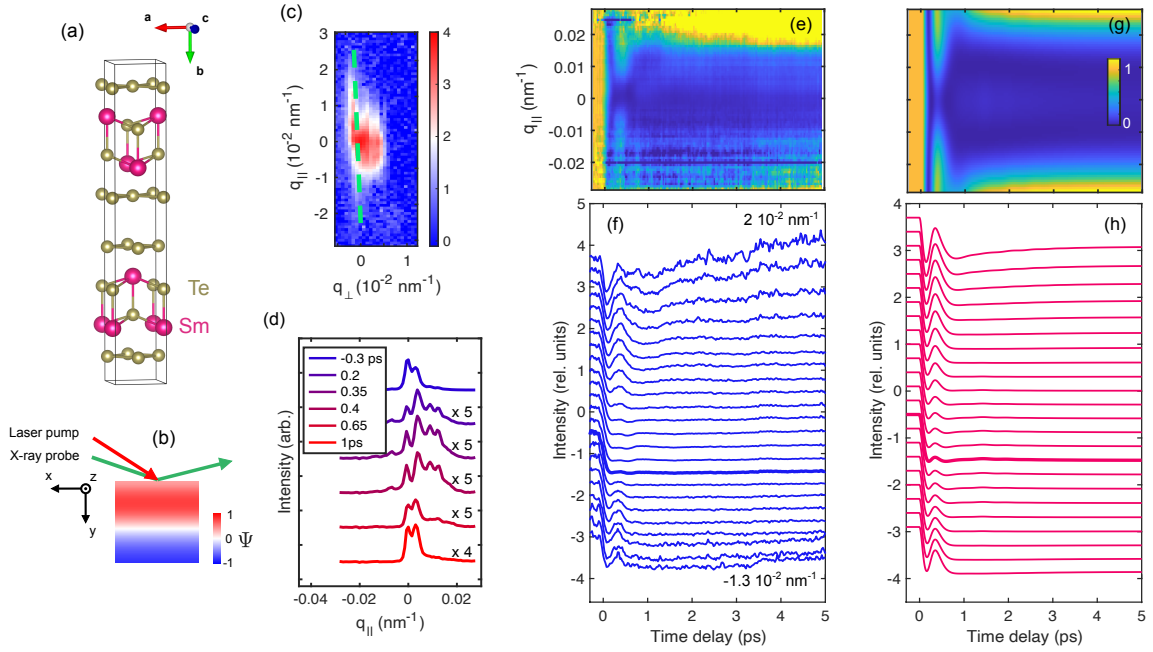 (a)
a
c
b
Te
Sm
(b)
Laser pump
X-ray probe
x
z
y
1
0
-1
Ψ
(c)
q|| (10⁻² nm⁻¹)
3
2
1
0
-1
-2
0
1
q⊥ (10⁻² nm⁻¹)
4
3
2
1
0
(d)
Intensity (arb.)
-0.3 ps
0.2
0.35
0.4
0.65
1ps
x 5
x 5
x 5
x 5
x 4
-0.04
-0.02
0
0.02
q|| (nm⁻¹)
(e)
q|| (nm⁻¹)
0.02
0.01
0
-0.01
-0.02
(f)
2 10⁻² nm⁻¹
-1.3 10⁻² nm⁻¹
Intensity (rel. units)
5
4
3
2
1
0
-1
-2
-3
-4
0
1
2
3
4
5
Time delay (ps)
(g)
1
0
(h)
Intensity (rel. units)
5
4
3
2
1
0
-1
-2
-3
-4
0
1
2
3
4
5
Time delay (ps)